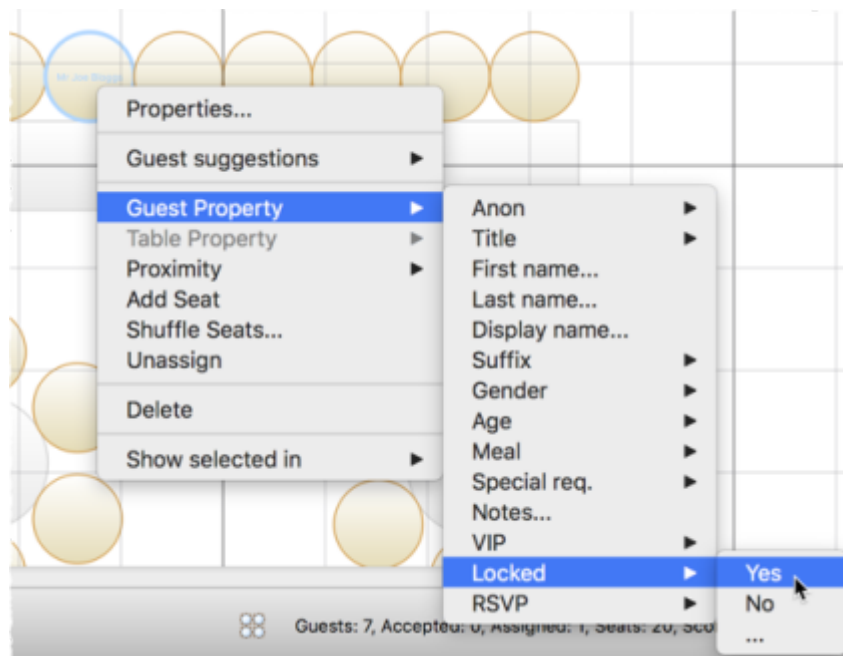 Mr Joe Bloggs
Properties...
Guest suggestions
Guest Property
Table Property
Proximity
Add Seat
Shuffle Seats...
Unassign
Delete
Show selected in
Anon
Title
First name...
Last name...
Display name...
Suffix
Gender
Age
Meal
Special req.
Notes...
VIP
Locked
RSVP
Yes
No
...
Guests: 7, Accepted: 0, Assigned: 1, Seats: 20, Sco